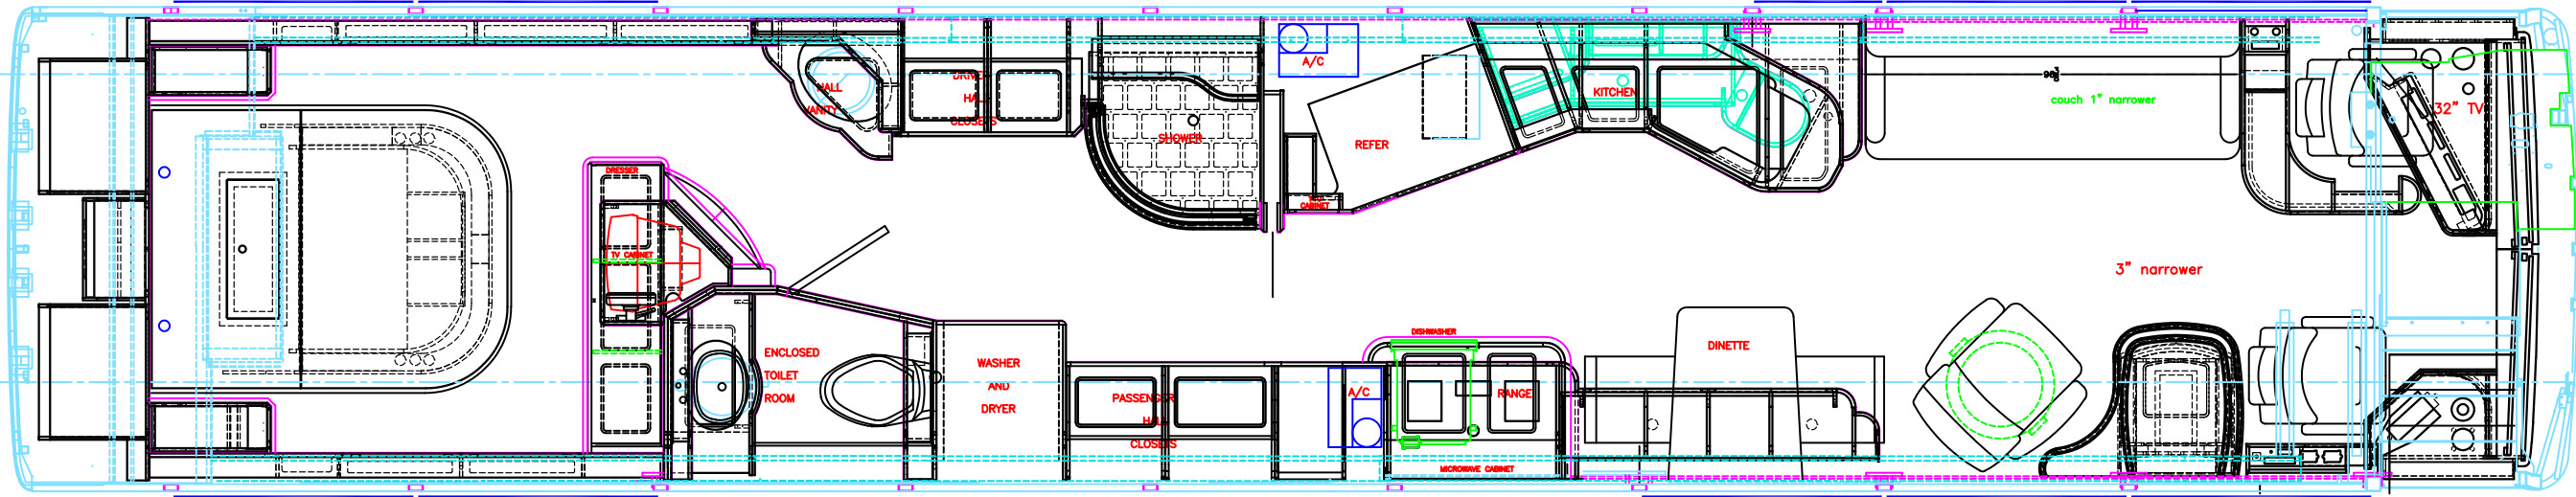 HALL
VANITY
DRIVER
HALL
CLOSETS
SHOWER
A/C
REFER
CABINET
KITCHEN
couch 1" narrower
32" TV
DRESSER
TV CABINET
3" narrower
ENCLOSED
TOILET
ROOM
WASHER
AND
DRYER
PASSENGER
HALL
CLOSETS
A/C
DISHWASHER
RANGE
MICROWAVE CABINET
DINETTE